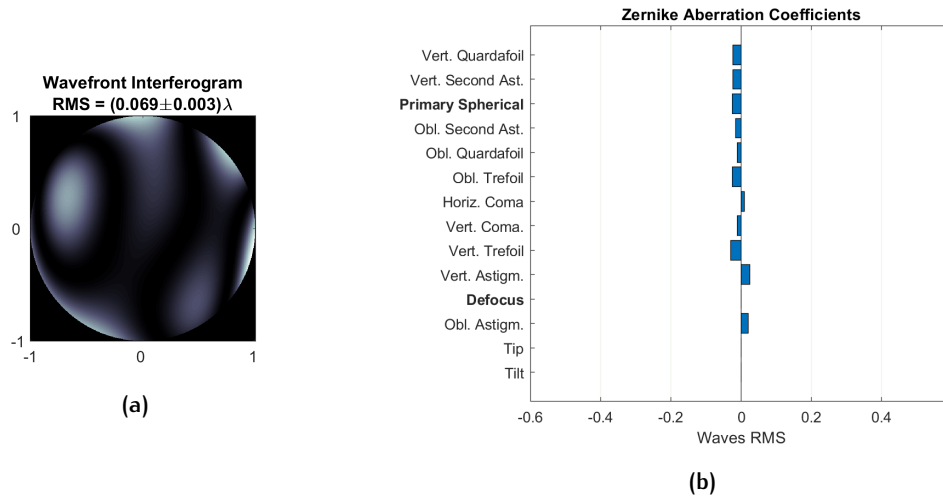 Wavefront Interferogram
RMS = (0.069±0.003)λ
1
0
-1
-1 0 1
(a)
Zernike Aberration Coefficients
Vert. Quardafoil
Vert. Second Ast.
Primary Spherical
Obl. Second Ast.
Obl. Quardafoil
Obl. Trefoil
Horiz. Coma
Vert. Coma.
Vert. Trefoil
Vert. Astigm.
Defocus
Obl. Astigm.
Tip
Tilt
-0.6 -0.4 -0.2 0 0.2 0.4
Waves RMS
(b)